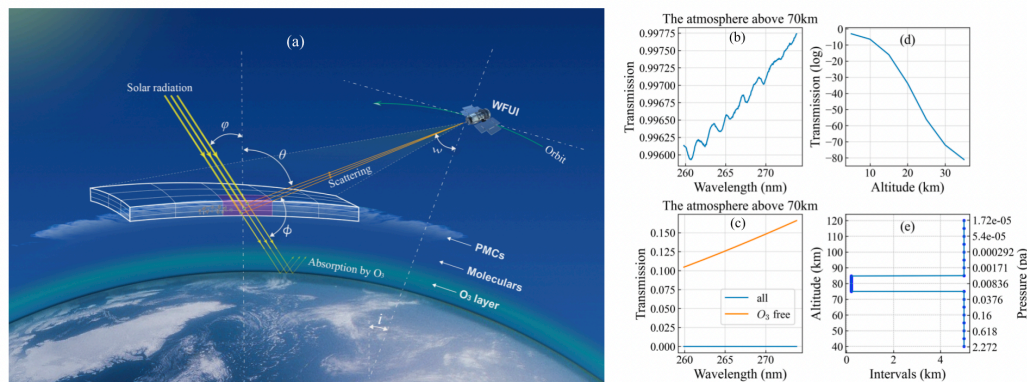 (a)
Solar radiation
φ
θ
WFUI
w
Orbit
Scattering
ϕ
PMCs
Absorption by O3
Moleculars
O3 layer
i
The atmosphere above 70km
(b)
0.99775
0.99750
0.99725
0.99700
0.99675
0.99650
0.99625
0.99600
Transmission
260 265 270
Wavelength (nm)
(d)
0
−10
−20
−30
−40
−50
−60
−70
−80
Transmission (log)
10 20 30
Altitude (km)
The atmosphere above 70km
(c)
0.150
0.125
0.100
0.075
0.050
0.025
0.000
Transmission
all
O3 free
260 265 270
Wavelength (nm)
(e)
120
110
100
90
80
70
60
50
40
Altitude (km)
1.72e-05
5.4e-05
0.000292
0.00171
0.00836
0.0376
0.16
0.618
2.272
Pressure (pa)
0 2 4
Intervals (km)